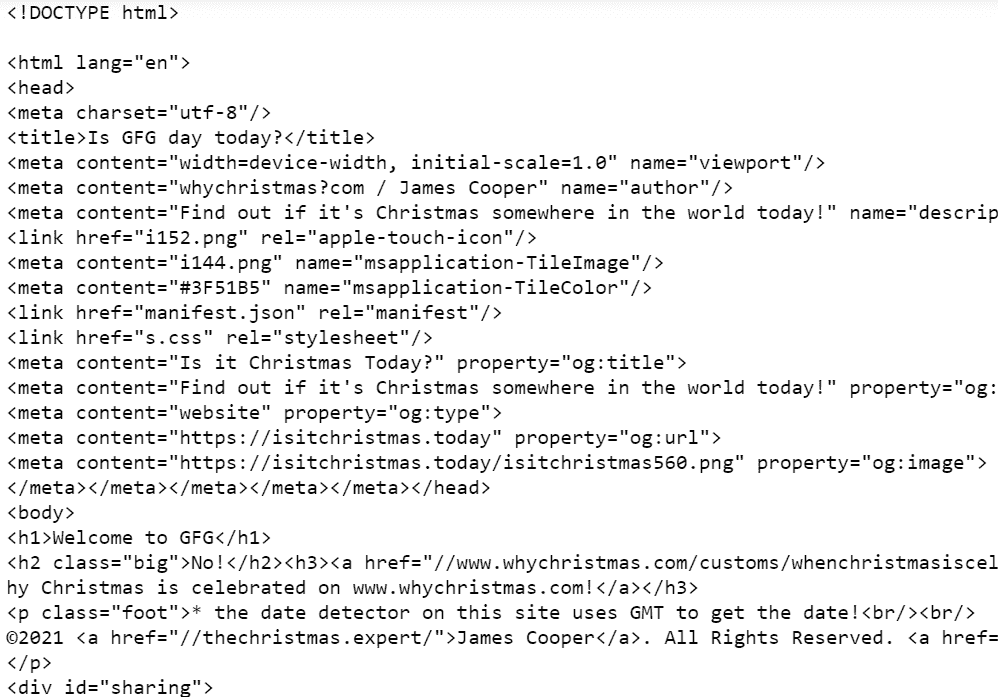 <!DOCTYPE html>
<html lang="en">
<head>
<meta charset="utf-8"/>
<title>Is GFG day today?</title>
<meta content="width=device-width, initial-scale=1.0" name="viewport"/>
<meta content="whychristmas?com / James Cooper" name="author"/>
<meta content="Find out if it's Christmas somewhere in the world today!" name="descrip
<link href="i152.png" rel="apple-touch-icon"/>
<meta content="i144.png" name="msapplication-TileImage"/>
<meta content="#3F51B5" name="msapplication-TileColor"/>
<link href="manifest.json" rel="manifest"/>
<link href="s.css" rel="stylesheet"/>
<meta content="Is it Christmas Today?" property="og:title">
<meta content="Find out if it's Christmas somewhere in the world today!" property="og:
<meta content="website" property="og:type">
<meta content="https://isitchristmas.today" property="og:url">
<meta content="https://isitchristmas.today/isitchristmas560.png" property="og:image">
</meta></meta></meta></meta></meta></head>
<body>
<h1>Welcome to GFG</h1>
<h2 class="big">No!</h2><h3><a href="//www.whychristmas.com/customs/whenchristmasiscel
hy Christmas is celebrated on www.whychristmas.com!</a></h3>
<p class="foot">* the date detector on this site uses GMT to get the date!<br/><br/>
©2021 <a href="//thechristmas.expert/">James Cooper</a>. All Rights Reserved. <a href=
</p>
<div id="sharing">